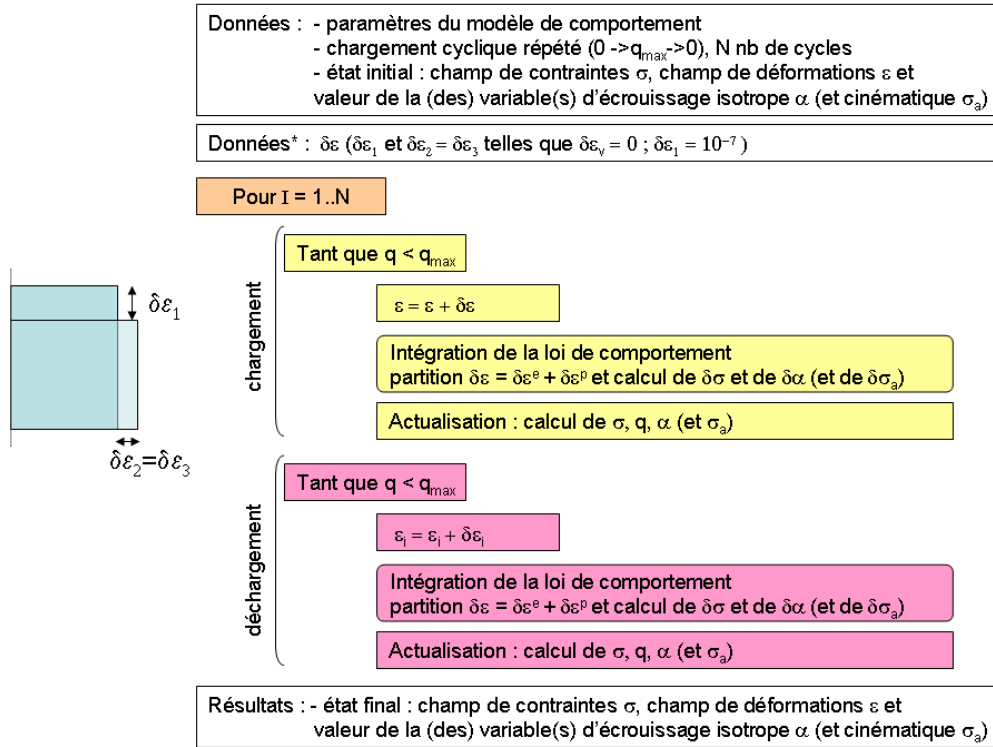 Données : - paramètres du modèle de comportement
- chargement cyclique répété (0 ->qmax->0), N nb de cycles
- état initial : champ de contraintes σ, champ de déformations ε et
valeur de la (des) variable(s) d'écrouissage isotrope α (et cinématique σa)
Données* : δε (δε1 et δε2 = δε3 telles que δεv = 0 ; δε1 = 10⁻⁷ )
Pour I = 1..N
chargement
Tant que q < qmax
ε = ε + δε
Intégration de la loi de comportement
partition δε = δεᵉ + δεᵖ et calcul de δσ et de δα (et de δσa)
Actualisation : calcul de σ, q, α (et σa)
δε1
δε2=δε3
déchargement
Tant que q < qmax
εi = εi + δεi
Intégration de la loi de comportement
partition δε = δεᵉ + δεᵖ et calcul de δσ et de δα (et de δσa)
Actualisation : calcul de σ, q, α (et σa)
Résultats : - état final : champ de contraintes σ, champ de déformations ε et
valeur de la (des) variable(s) d'écrouissage isotrope α (et cinématique σa)